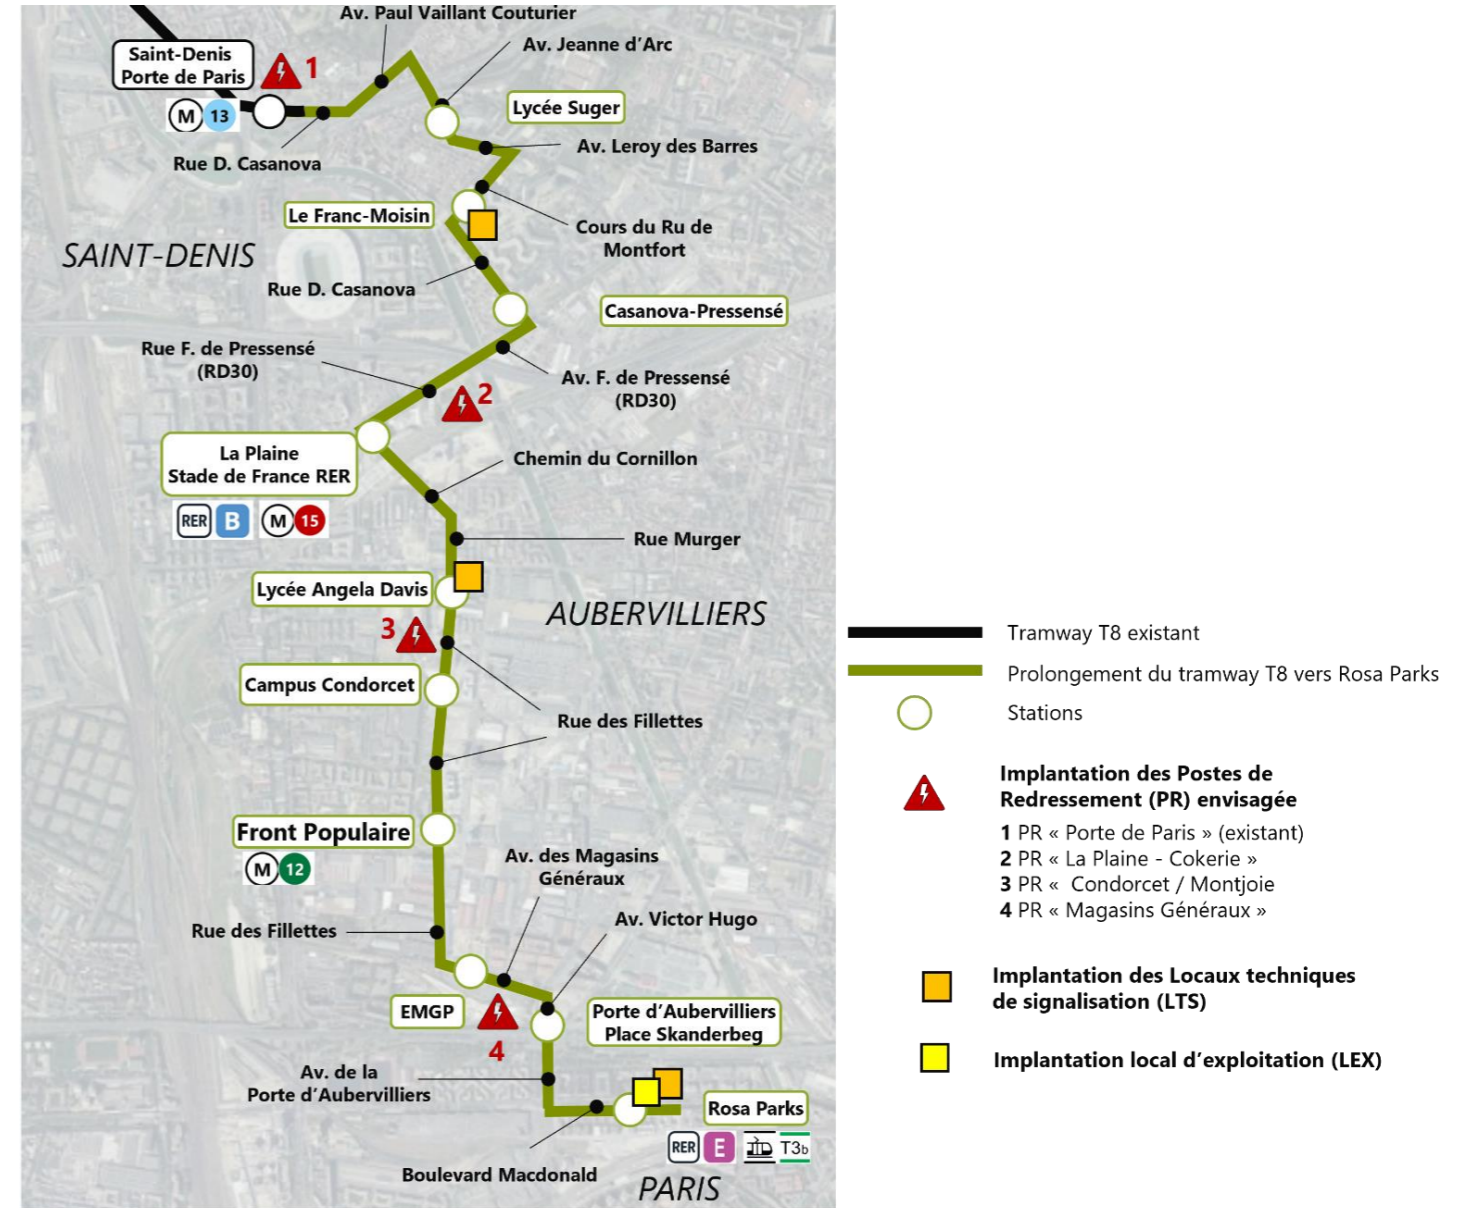 Av. Paul Vaillant Couturier
Av. Jeanne d'Arc
Saint-Denis
Porte de Paris
1
M 13
Lycée Suger
Av. Leroy des Barres
Rue D. Casanova
Le Franc-Moisin
Cours du Ru de
Montfort
SAINT-DENIS
Rue D. Casanova
Casanova-Pressensé
Rue F. de Pressensé
(RD30)
Av. F. de Pressensé
(RD30)
2
La Plaine
Stade de France RER
Chemin du Cornillon
RER B M 15
Rue Murger
Lycée Angela Davis
AUBERVILLIERS
3
Campus Condorcet
Rue des Fillettes
Front Populaire
M 12
Av. des Magasins
Généraux
Av. Victor Hugo
Rue des Fillettes
EMGP
Porte d'Aubervilliers
Place Skanderbeg
4
Av. de la
Porte d'Aubervilliers
Rosa Parks
RER E T3b
Boulevard Macdonald
PARIS
Tramway T8 existant
Prolongement du tramway T8 vers Rosa Parks
Stations
Implantation des Postes de
Redressement (PR) envisagée
1 PR « Porte de Paris » (existant)
2 PR « La Plaine - Cokerie »
3 PR «  Condorcet / Montjoie
4 PR « Magasins Généraux »
Implantation des Locaux techniques
de signalisation (LTS)
Implantation local d'exploitation (LEX)